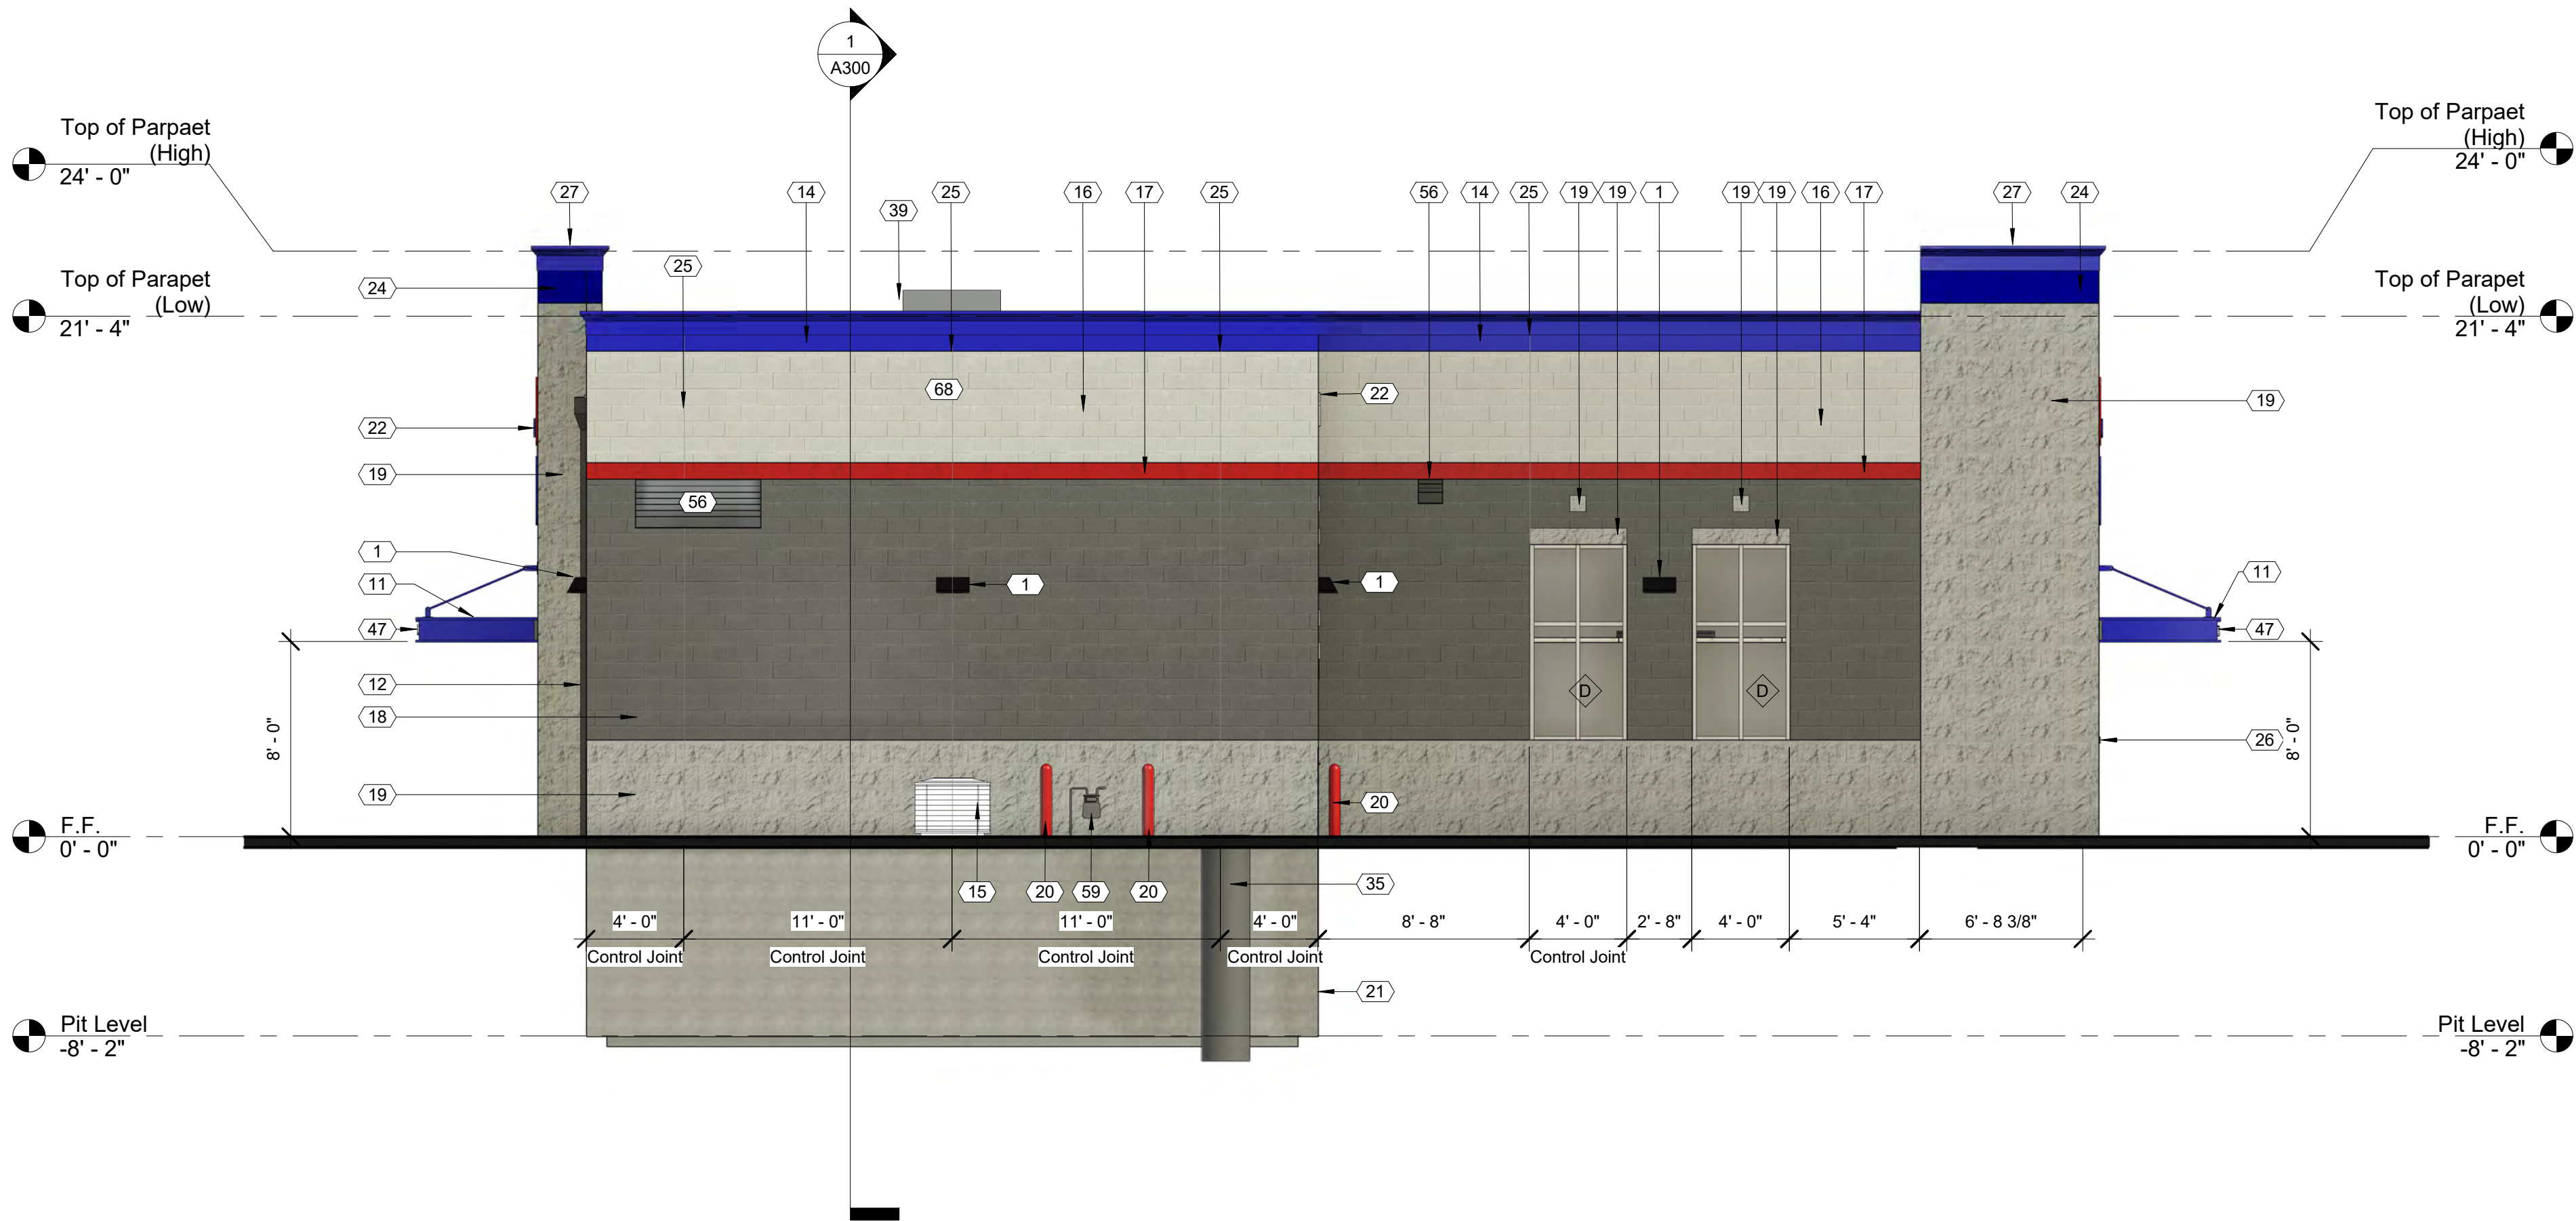 1
A300
Top of Parpaet
(High)
24' - 0"
Top of Parpaet
(High)
24' - 0"
27
14
39
25
16
17
25
56
14
25
19
19
1
19
19
16
17
27
24
25
Top of Parapet
(Low)
21' - 4"
24
Top of Parapet
(Low)
21' - 4"
68
22
22
19
19
56
1
11
1
1
11
47
47
12
D
D
18
8' - 0"
26
8' - 0"
19
20
F.F.
0' - 0"
F.F.
0' - 0"
15
20
59
20
35
4' - 0"
11' - 0"
11' - 0"
4' - 0"
8' - 8"
4' - 0"
2' - 8"
4' - 0"
5' - 4"
6' - 8 3/8"
Control Joint
Control Joint
Control Joint
Control Joint
Control Joint
21
Pit Level
-8' - 2"
Pit Level
-8' - 2"